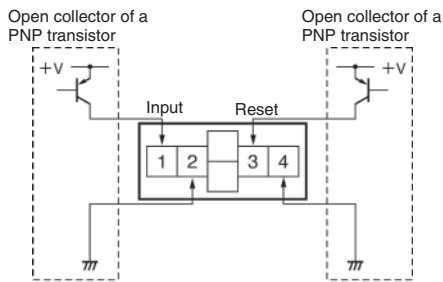 Open collector of a
PNP transistor
Open collector of a
PNP transistor
+V
+V
Input
Reset
1 2 3 4